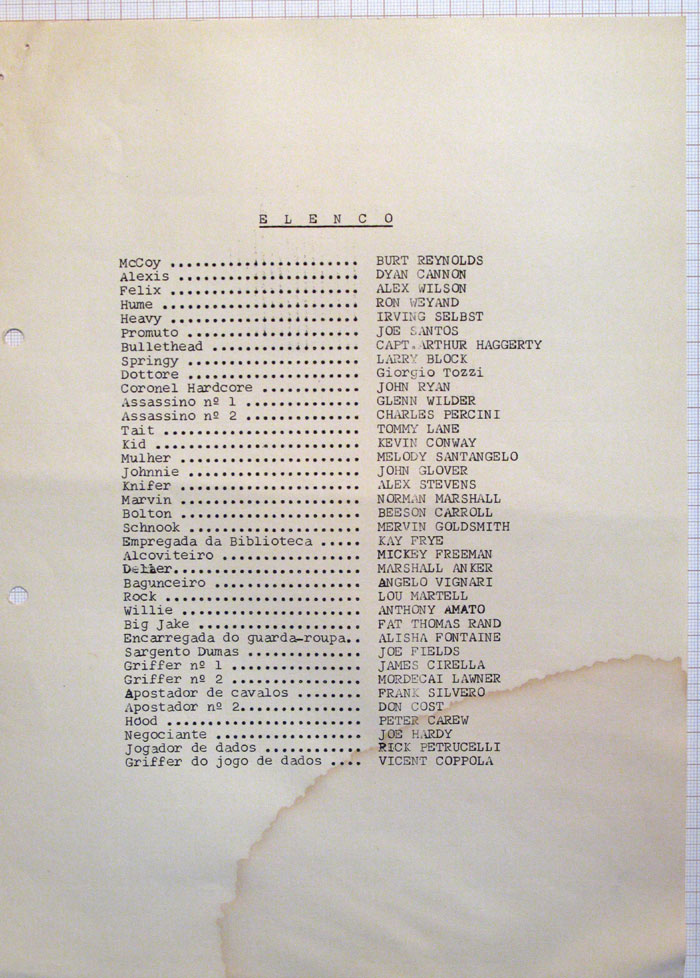 E L E N C O
McCoy ...................... BURT REYNOLDS
Alexis ..................... DYAN CANNON
Felix ...................... ALEX WILSON
Hume ....................... RON WEYAND
Heavy ...................... IRVING SELBST
Promuto .................... JOE SANTOS
Bullethead ................. CAPT. ARTHUR HAGGERTY
Springy .................... LARRY BLOCK
Dottore .................... Giorgio Tozzi
Coronel Hardcore ........... JOHN RYAN
Assassino nº 1 ............. GLENN WILDER
Assassino nº 2 ............. CHARLES PERCINI
Tait ....................... TOMMY LANE
Kid ........................ KEVIN CONWAY
Mulher ..................... MELODY SANTANGELO
Johnnie .................... JOHN GLOVER
Knifer ..................... ALEX STEVENS
Marvin ..................... NORMAN MARSHALL
Bolton ..................... BEESON CARROLL
Schnook .................... MERVIN GOLDSMITH
Empregada da Biblioteca ..... KAY FRYE
Alcoviteiro ................ MICKEY FREEMAN
..................... MARSHALL ANKER
Bagunceiro ................. ANGELO VIGNARI
Rock ....................... LOU MARTELL
Willie ..................... ANTHONY AMATO
Big Jake ................... FAT THOMAS RAND
Encarregada do guarda-roupa.. ALISHA FONTAINE
Sargento Dumas ............. JOE FIELDS
Griffer nº 1 ............... JAMES CIRELLA
Griffer nº 2 ............... MORDECAI LAWNER
Apostador de cavalos ........ FRANK SILVERO
Apostador nº 2.............. DON COST
Hood ....................... PETER CAREW
Negociante ................. JOE HARDY
Jogador de dados ............ RICK PETRUCELLI
Griffer do jogo de dados .... VICENT COPPOLA